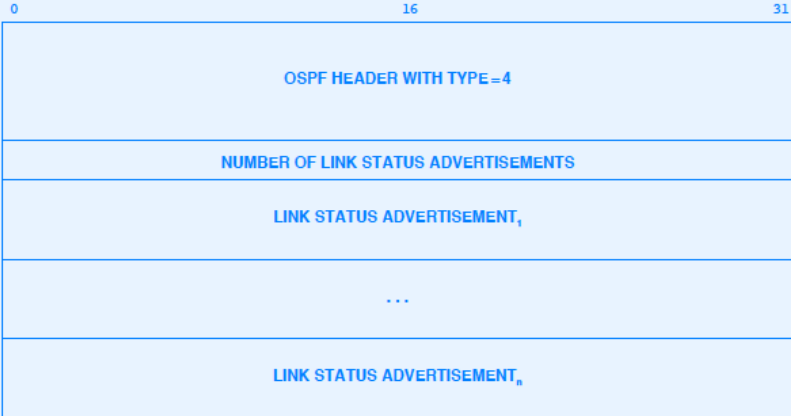 0 16 31
OSPF HEADER WITH TYPE=4
NUMBER OF LINK STATUS ADVERTISEMENTS
LINK STATUS ADVERTISEMENT₁
...
LINK STATUS ADVERTISEMENTₙ